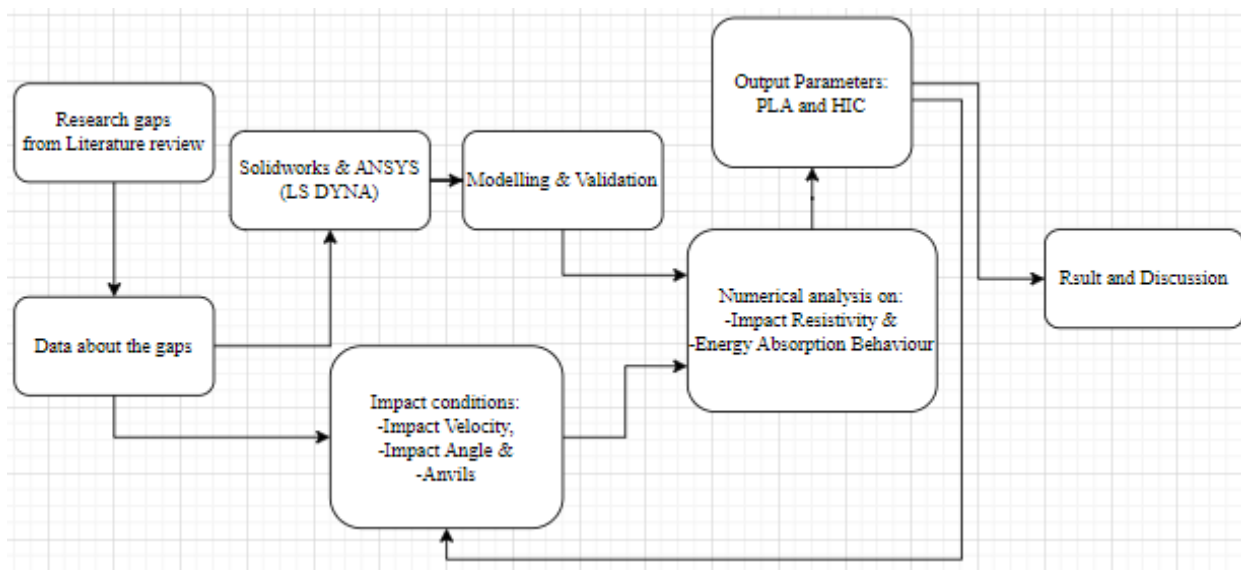 Research gaps
from Literature review
Data about the gaps
Solidworks & ANSYS
(LS DYNA)
Modelling & Validation
Impact conditions:
-Impact Velocity,
-Impact Angle &
-Anvils
Numerical analysis on:
-Impact Resistivity &
-Energy Absorption Behaviour
Output Parameters:
PLA and HIC
Rsult and Discussion